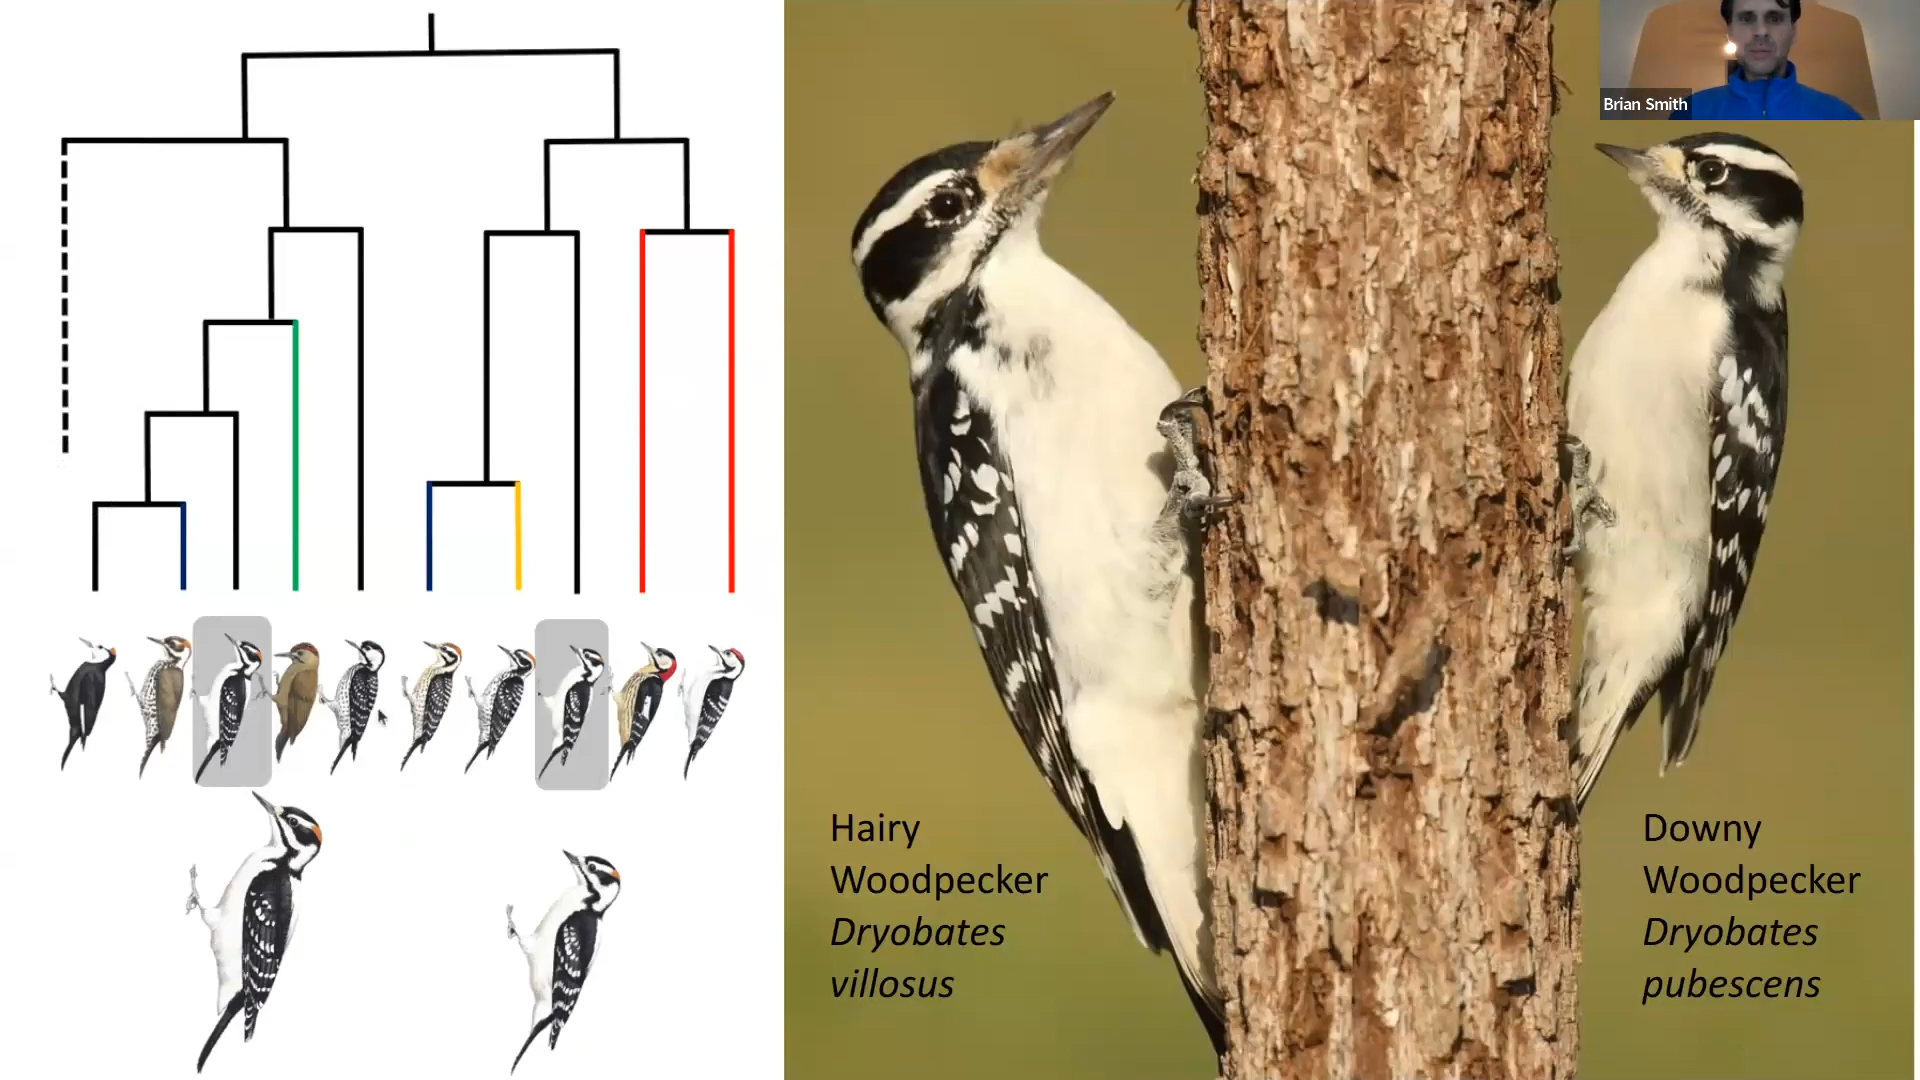 Brian Smith
Hairy
Woodpecker
Dryobates
villosus
Downy
Woodpecker
Dryobates
pubescens